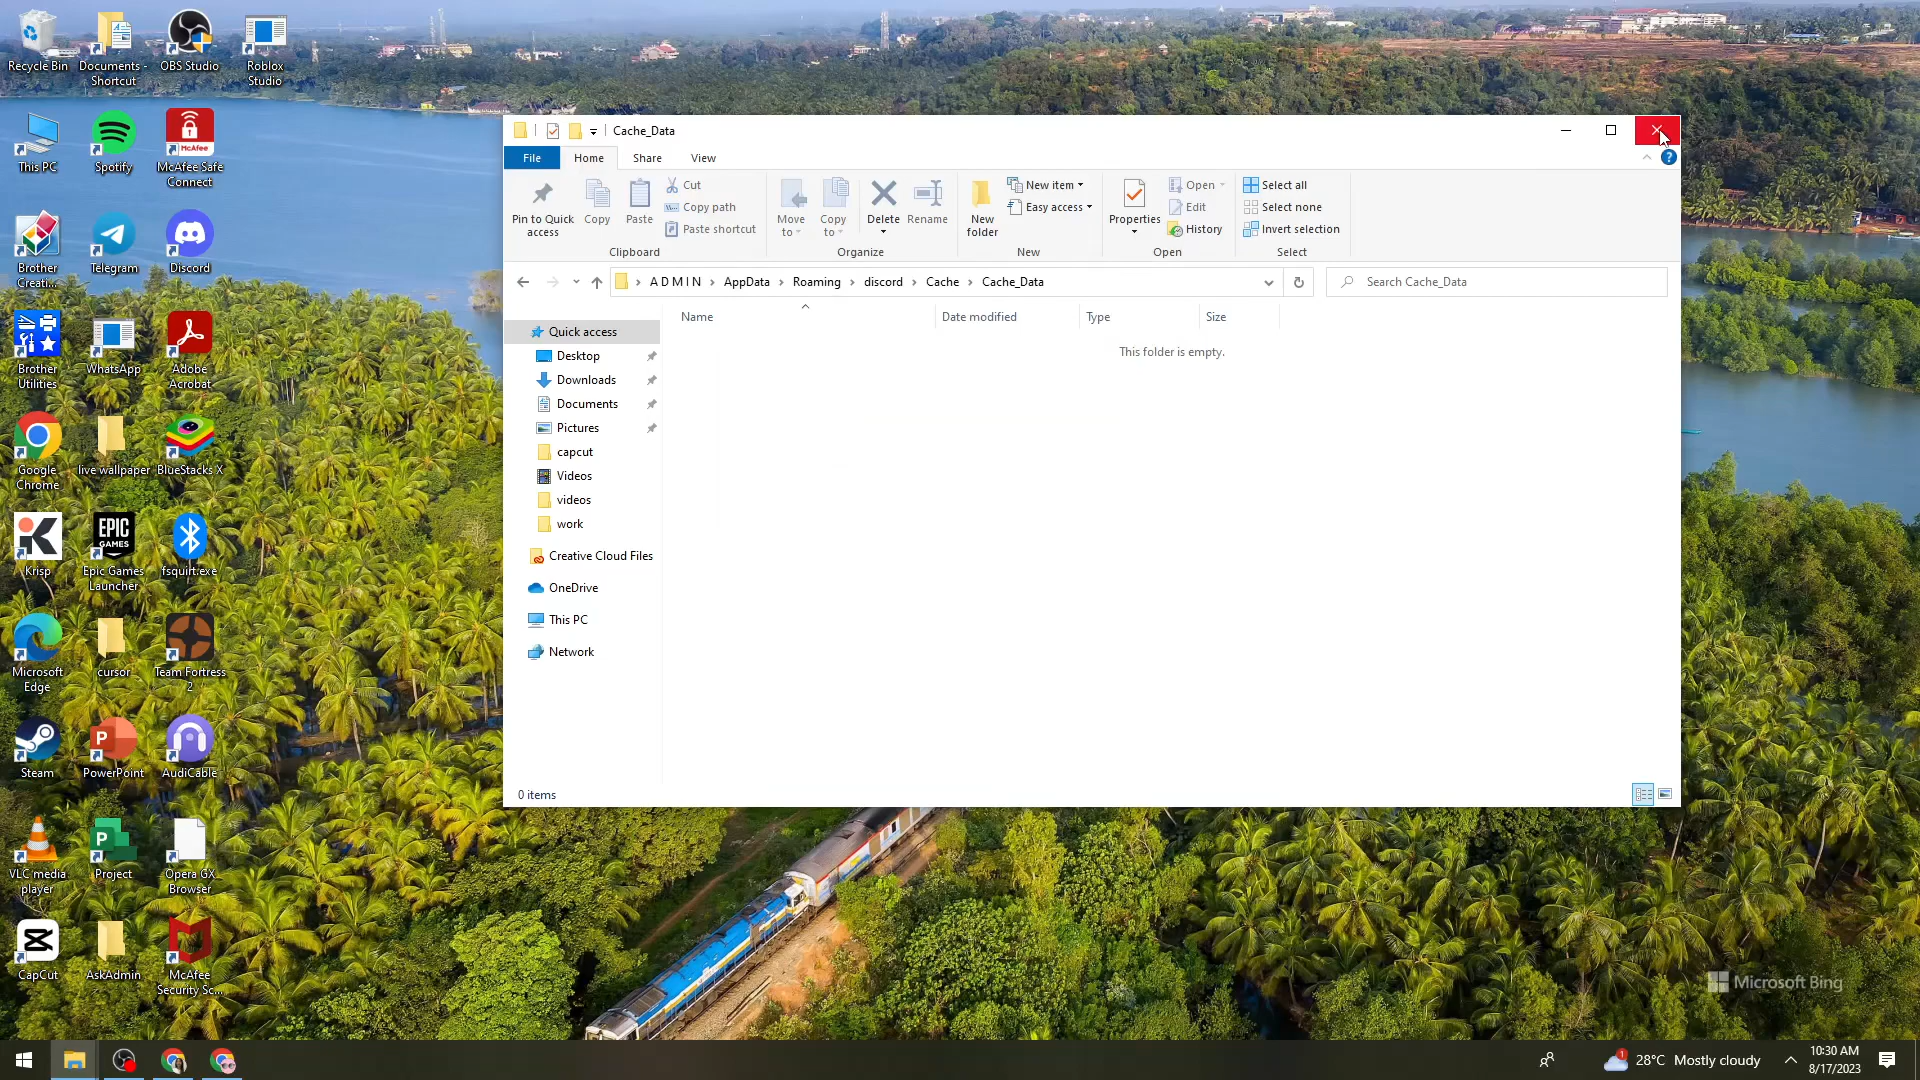 Recycle Bin
Documents - Shortcut
OBS Studio
Roblox Studio
This PC
Spotify
McAfee Safe Connect
Brother Creati...
Telegram
Discord
Brother Utilities
WhatsApp
Adobe Acrobat
Google Chrome
live wallpaper
BlueStacks X
Krisp
EPIC GAMES
Epic Games Launcher
fsquirt.exe
Microsoft Edge
cursor
Team Fortress 2
Steam
PowerPoint
AudiCable
VLC media player
Project
Opera GX Browser
CapCut
AskAdmin
McAfee Security Sc...
Cache_Data
File Home Share View
Pin to Quick access
Copy
Paste
Cut
Copy path
Paste shortcut
Clipboard
Move to
Copy to
Delete
Rename
Organize
New folder
New item
Easy access
New
Properties
Open
Edit
History
Open
Select all
Select none
Invert selection
Select
A D M I N > AppData > Roaming > discord > Cache > Cache_Data
Search Cache_Data
Name Date modified Type Size
This folder is empty.
Quick access
Desktop
Downloads
Documents
Pictures
capcut
Videos
videos
work
Creative Cloud Files
OneDrive
This PC
Network
0 items
Microsoft Bing
1
28°C Mostly cloudy
10:30 AM
8/17/2023